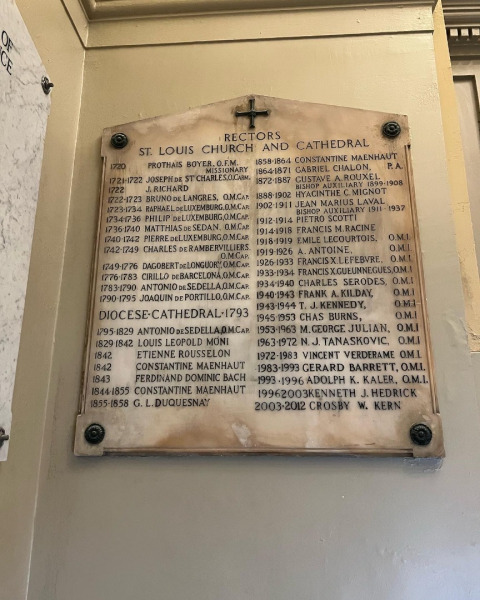 OF
CE
RECTORS
ST. LOUIS CHURCH AND CATHEDRAL
1720 PROTHAIS BOYER, O.F.M.
MISSIONARY
1721-1722 JOSEPH DE ST CHARLES, O.CARM.
1722 J. RICHARD
1722-1723 BRUNO DE LANGRES, O.M.CAP.
1723-1734 RAPHAEL DE LUXEMBURG, O.M.CAP.
1734-1736 PHILIP DE LUXEMBURG, O.M.CAP.
1736-1740 MATTHIAS DE SEDAN, O.M.CAP.
1740-1742 PIERRE DE LUXEMBURG, O.M.CAP.
1742-1749 CHARLES DE RAMBERVILLIERS,
O.M.CAP.
1749-1776 DAGOBERT DE LONGUORY, O.M.CAP.
1776-1783 CIRILLO DE BARCELONA, O.M.CAP.
1783-1790 ANTONIO DE SEDELLA, O.M.CAP.
1790-1795 JOAQUIN DE PORTILLO, O.M.CAP.
DIOCESE-CATHEDRAL-1793
1795-1829 ANTONIO DE SEDELLA, O.M.CAP
1829-1842 LOUIS LEOPOLD MONI
1842 ETIENNE ROUSSELON
1842 CONSTANTINE MAENHAUT
1843 FERDINAND DOMINIC BACH
1844-1855 CONSTANTINE MAENHAUT
1855-1858 G. L. DUQUESNAY
1858-1864 CONSTANTINE MAENHAUT
1864-1871 GABRIEL CHALON, P.A.
1872-1887 GUSTAVE A. ROUXEL
BISHOP AUXILIARY 1899-1908
1888-1902 HYACINTHE C. MIGNOT
1902-1911 JEAN MARIUS LAVAL
BISHOP AUXILIARY 1911-1937
1912-1914 PIETRO SCOTTI
1914-1918 FRANCIS M. RACINE
1918-1919 EMILE LECOURTOIS, O.M.I.
1919-1926 A. ANTOINE, O.M.I.
1926-1933 FRANCIS X. LEFEBVRE, O.M.I.
1933-1934 FRANCIS X. GUEUNNEGUES, O.M.I.
1934-1940 CHARLES SERODES, O.M.I.
1940-1943 FRANK A. KILDAY, O.M.I.
1943-1944 T. J. KENNEDY, O.M.I.
1945-1953 CHAS BURNS, O.M.I.
1953-1963 M. GEORGE JULIAN, O.M.I.
1963-1972 N. J. TANASKOVIC, O.M.I.
1972-1983 VINCENT VERDERAME O.M.I.
1983-1993 GERARD BARRETT, O.M.I.
1993-1996 ADOLPH K. KALER, O.M.I.
1996 2003 KENNETH J. HEDRICK
2003-2012 CROSBY W. KERN